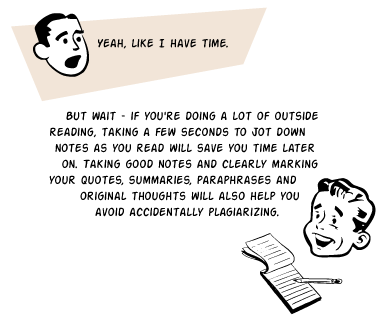 YEAH, LIKE I HAVE TIME.
BUT WAIT - IF YOU'RE DOING A LOT OF OUTSIDE
READING, TAKING A FEW SECONDS TO JOT DOWN
NOTES AS YOU READ WILL SAVE YOU TIME LATER
ON. TAKING GOOD NOTES AND CLEARLY MARKING
YOUR QUOTES, SUMMARIES, PARAPHRASES AND
ORIGINAL THOUGHTS WILL ALSO HELP YOU
AVOID ACCIDENTALLY PLAGIARIZING.